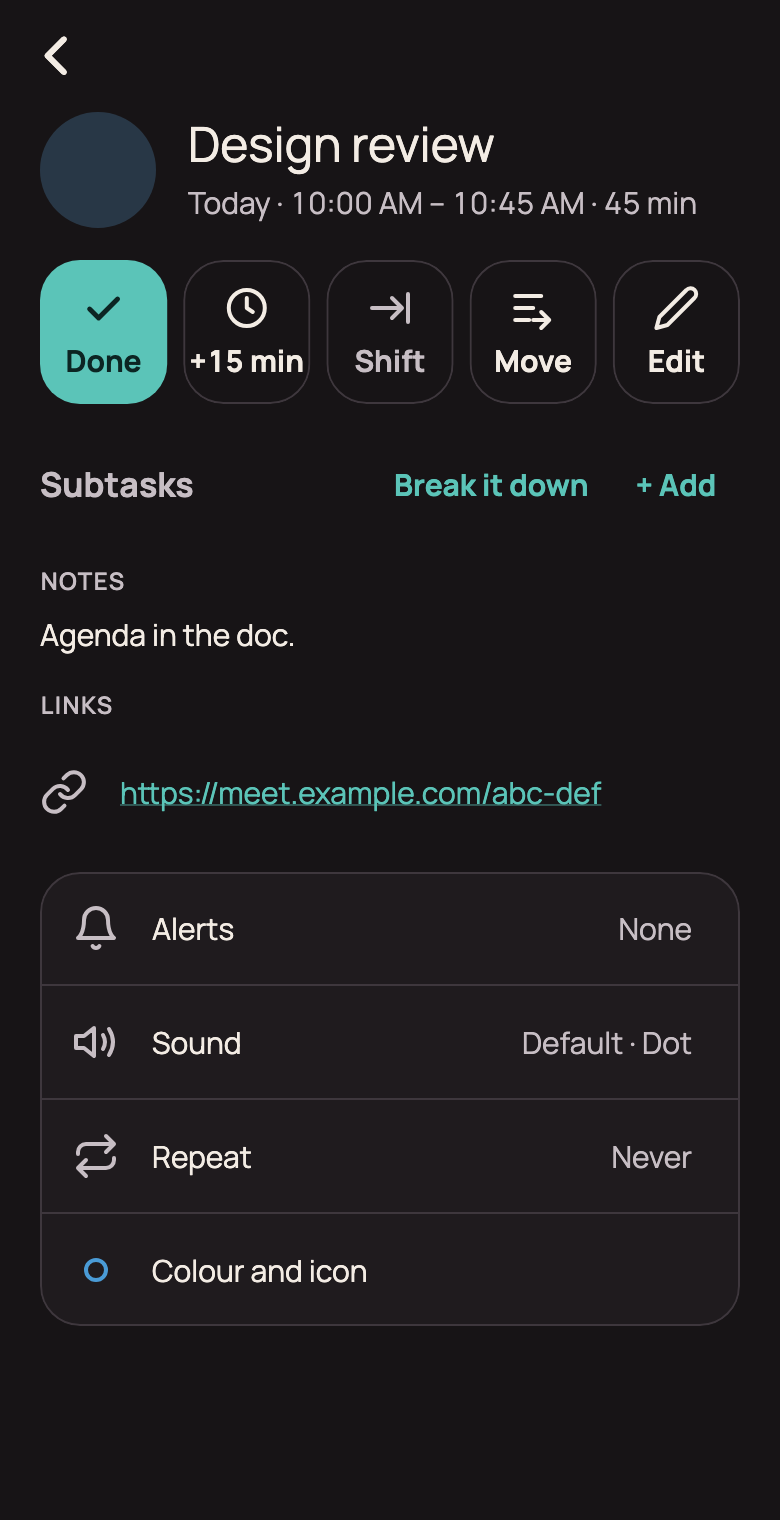 Design review
Today · 10:00 AM – 10:45 AM · 45 min
Done
+15 min
Shift
Move
Edit
Subtasks
Break it down
+ Add
NOTES
Agenda in the doc.
LINKS
https://meet.example.com/abc-def
Alerts
None
Sound
Default · Dot
Repeat
Never
Colour and icon